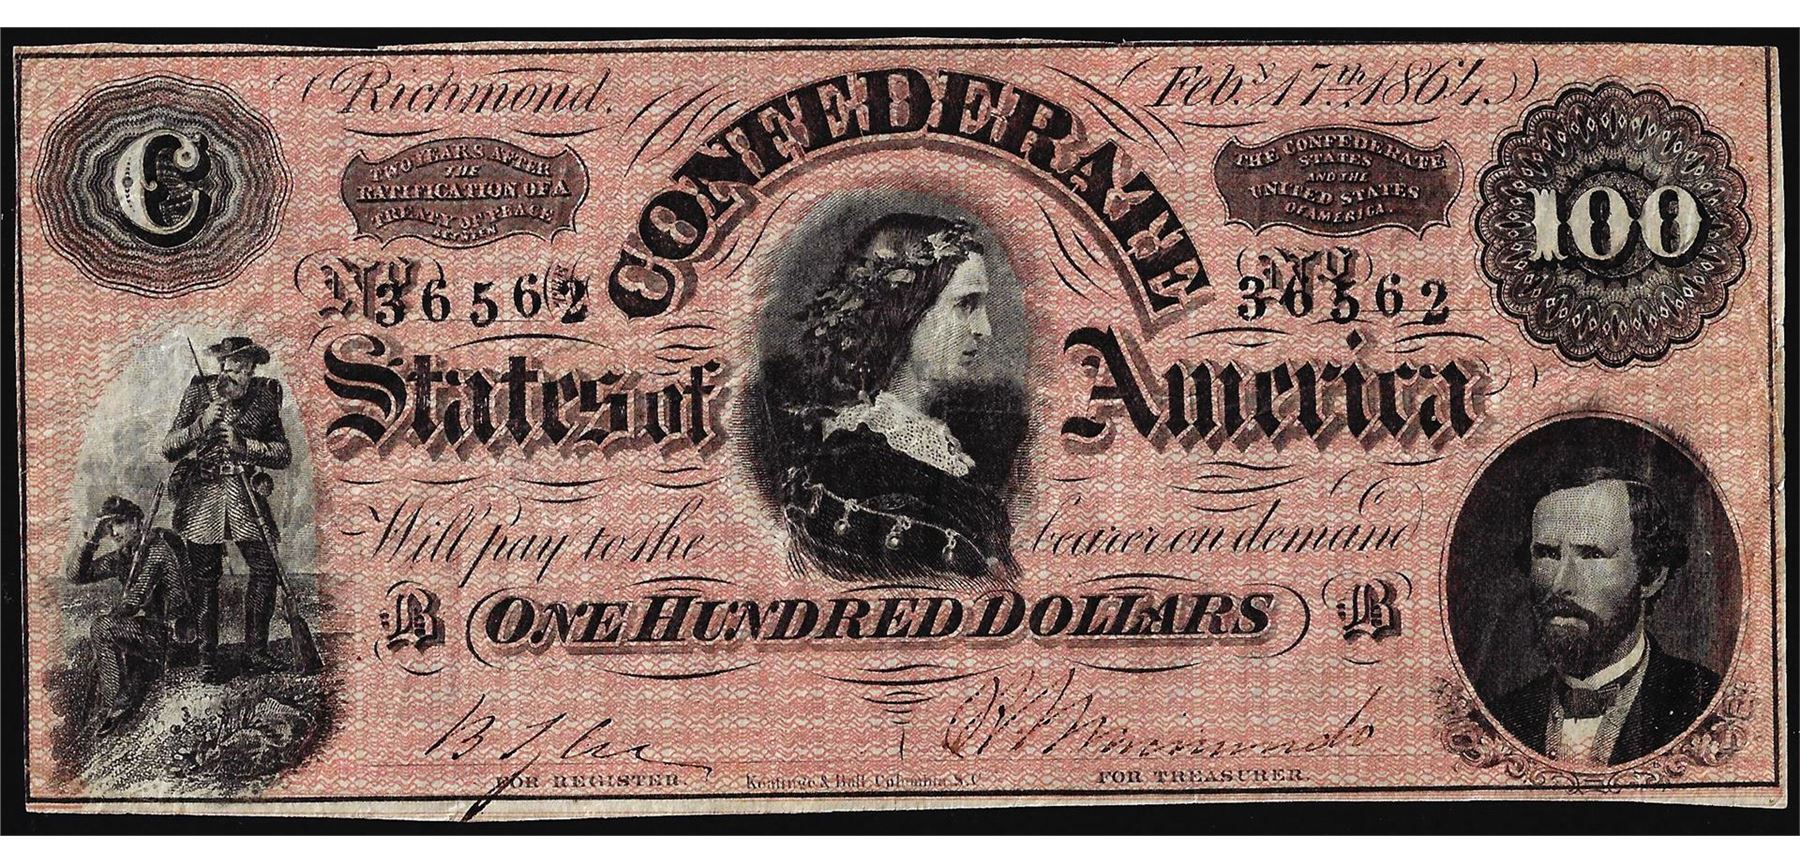 Richmond.
Feby. 17th. 1864.
C
TWO YEARS AFTER
THE
RATIFICATION OF A
TREATY OF PEACE
BETWEEN
CONFEDERATE
THE CONFEDERATE
STATES
AND THE
UNITED STATES
OF AMERICA.
100
No 36562
No 36562
States of America
Will pay to the bearer on demand
B ONE HUNDRED DOLLARS B
FOR REGISTER.
Keatinge & Ball, Columbia, S.C.
FOR TREASURER.